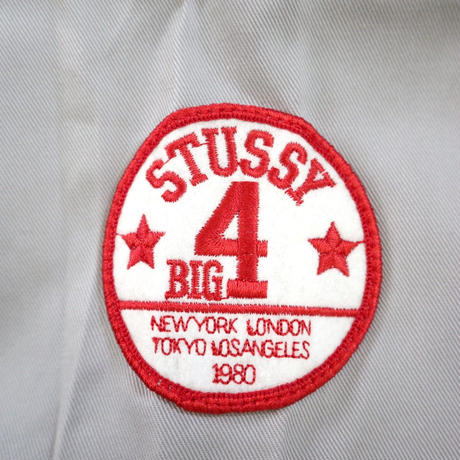 STUSSY
BIG 4
NEWYORK LONDON
TOKYO LOSANGELES
1980